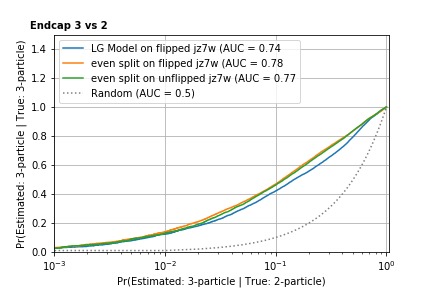 Endcap 3 vs 2
Pr(Estimated: 3-particle | True: 3-particle)
1.4
1.2
1.0
0.8
0.6
0.4
0.2
0.0
LG Model on flipped jz7w (AUC = 0.74
even split on flipped jz7w (AUC = 0.78
even split on unflipped jz7w (AUC = 0.77
Random (AUC = 0.5)
10⁻³ 10⁻² 10⁻¹ 10⁰
Pr(Estimated: 3-particle | True: 2-particle)